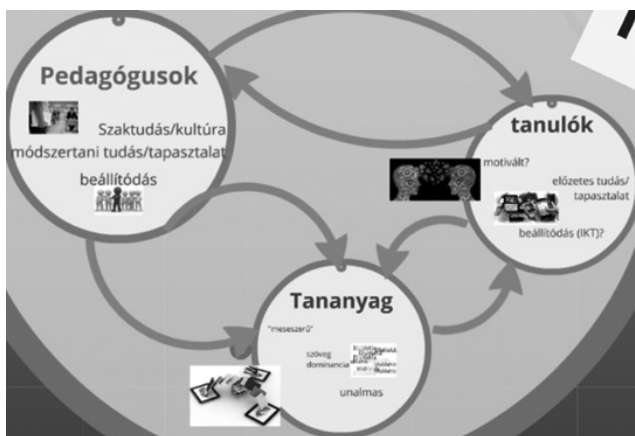 Pedagógusok
Szaktudás/kultúra
módszertani tudás/tapasztalat
beállítódás
tanulók
motivált?
előzetes tudás/
tapasztalat
beállítódás (IKT)?
Tananyag
"meseszerű"
szöveg
dominancia
unalmas